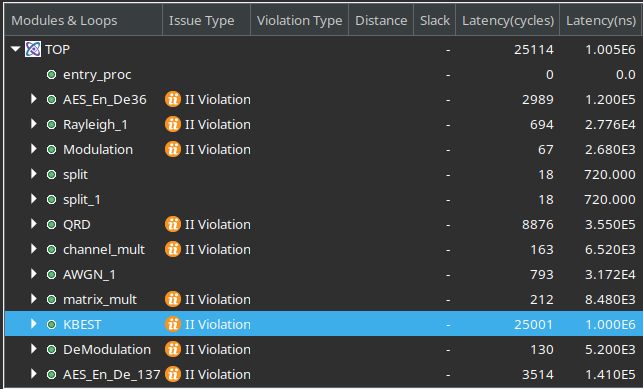 Modules & Loops Issue Type Violation Type Distance Slack Latency(cycles) Latency(ns)
TOP - 25114 1.005E6
entry_proc - 0 0.0
AES_En_De36 II Violation - 2989 1.200E5
Rayleigh_1 II Violation - 694 2.776E4
Modulation II Violation - 67 2.680E3
split - 18 720.000
split_1 - 18 720.000
QRD II Violation - 8876 3.550E5
channel_mult II Violation - 163 6.520E3
AWGN_1 - 793 3.172E4
matrix_mult II Violation - 212 8.480E3
KBEST II Violation - 25001 1.000E6
DeModulation II Violation - 130 5.200E3
AES_En_De_137 II Violation - 3514 1.410E5